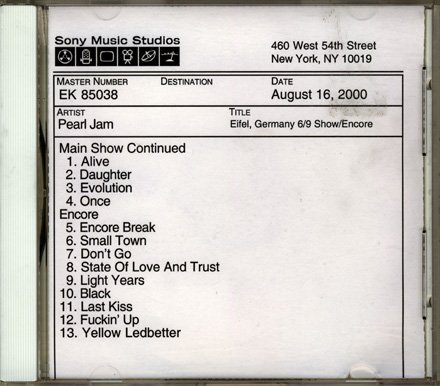 Sony Music Studios
460 West 54th Street
New York, NY 10019
MASTER NUMBER DESTINATION DATE
EK 85038 August 16, 2000
ARTIST TITLE
Pearl Jam Eifel, Germany 6/9 Show/Encore
Main Show Continued
1. Alive
2. Daughter
3. Evolution
4. Once
Encore
5. Encore Break
6. Small Town
7. Don't Go
8. State Of Love And Trust
9. Light Years
10. Black
11. Last Kiss
12. Fuckin' Up
13. Yellow Ledbetter